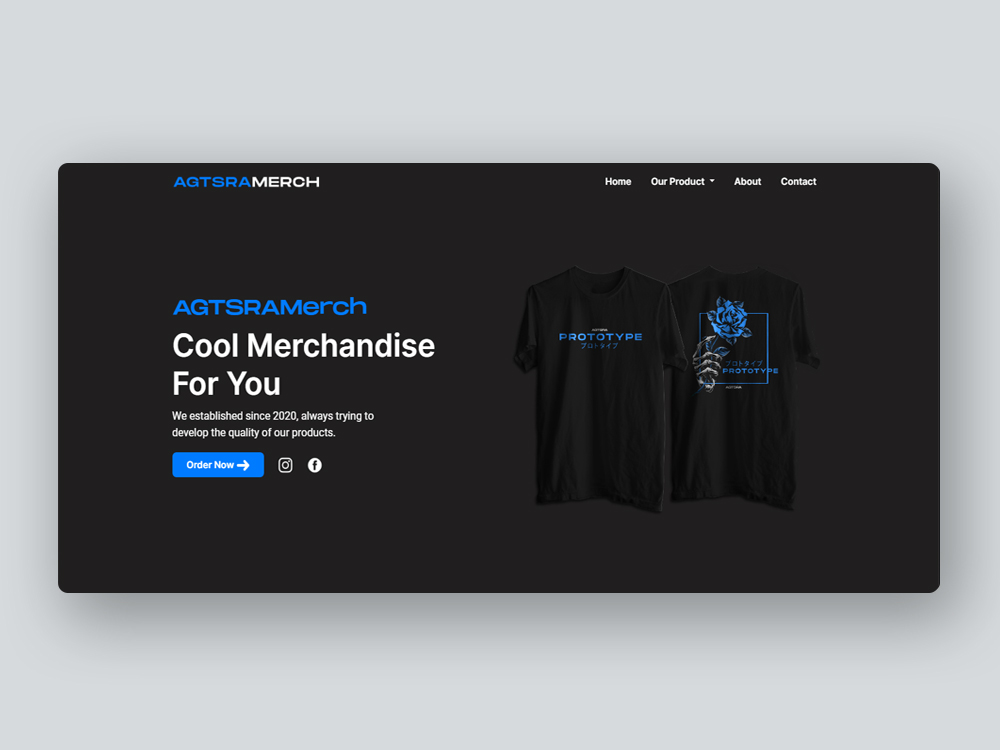 AGTSRAMERCH
Home Our Product About Contact
AGTSRAMerch
Cool Merchandise
For You
We established since 2020, always trying to
develop the quality of our products.
Order Now
AGTSRA
PROTOTYPE
プロトタイプ
プロトタイプ
PROTOTYPE